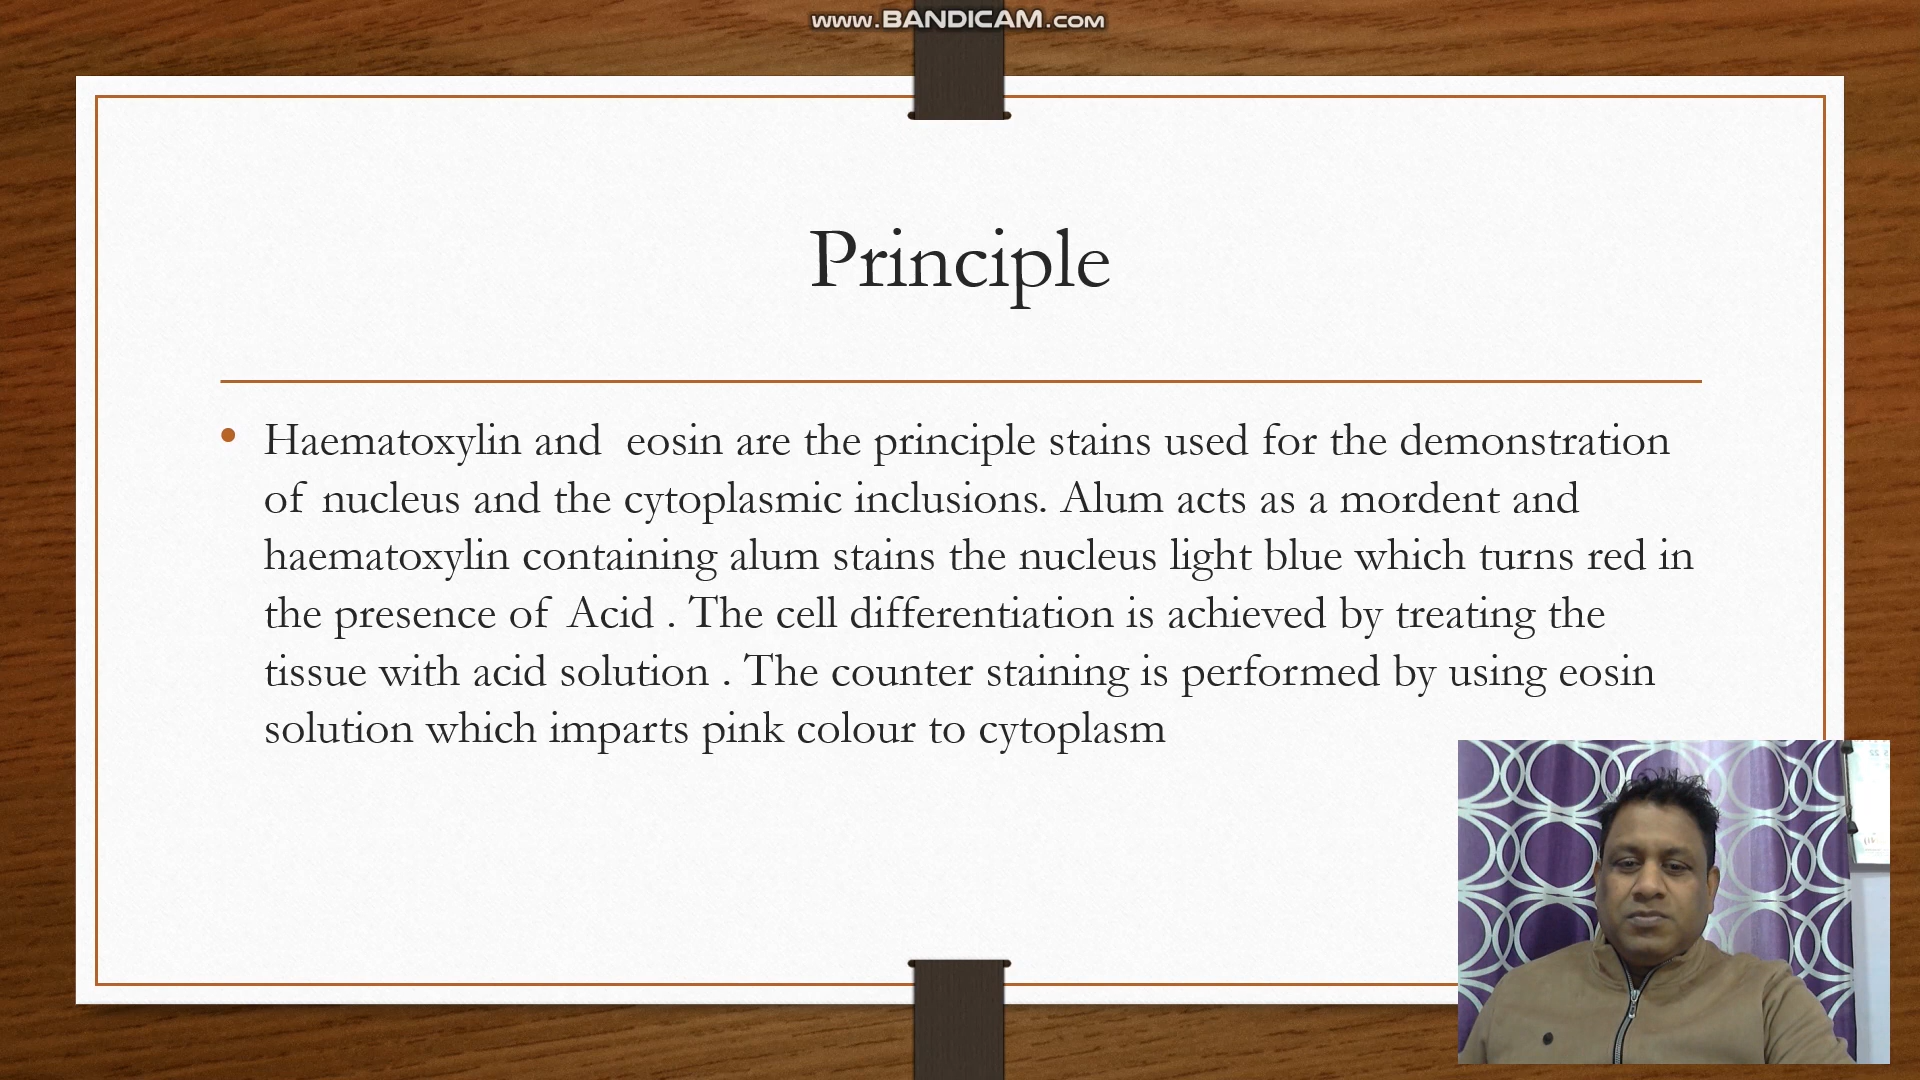 www.BANDICAM.com
Principle
• Haematoxylin and eosin are the principle stains used for the demonstration
of nucleus and the cytoplasmic inclusions. Alum acts as a mordent and
haematoxylin containing alum stains the nucleus light blue which turns red in
the presence of Acid . The cell differentiation is achieved by treating the
tissue with acid solution . The counter staining is performed by using eosin
solution which imparts pink colour to cytoplasm